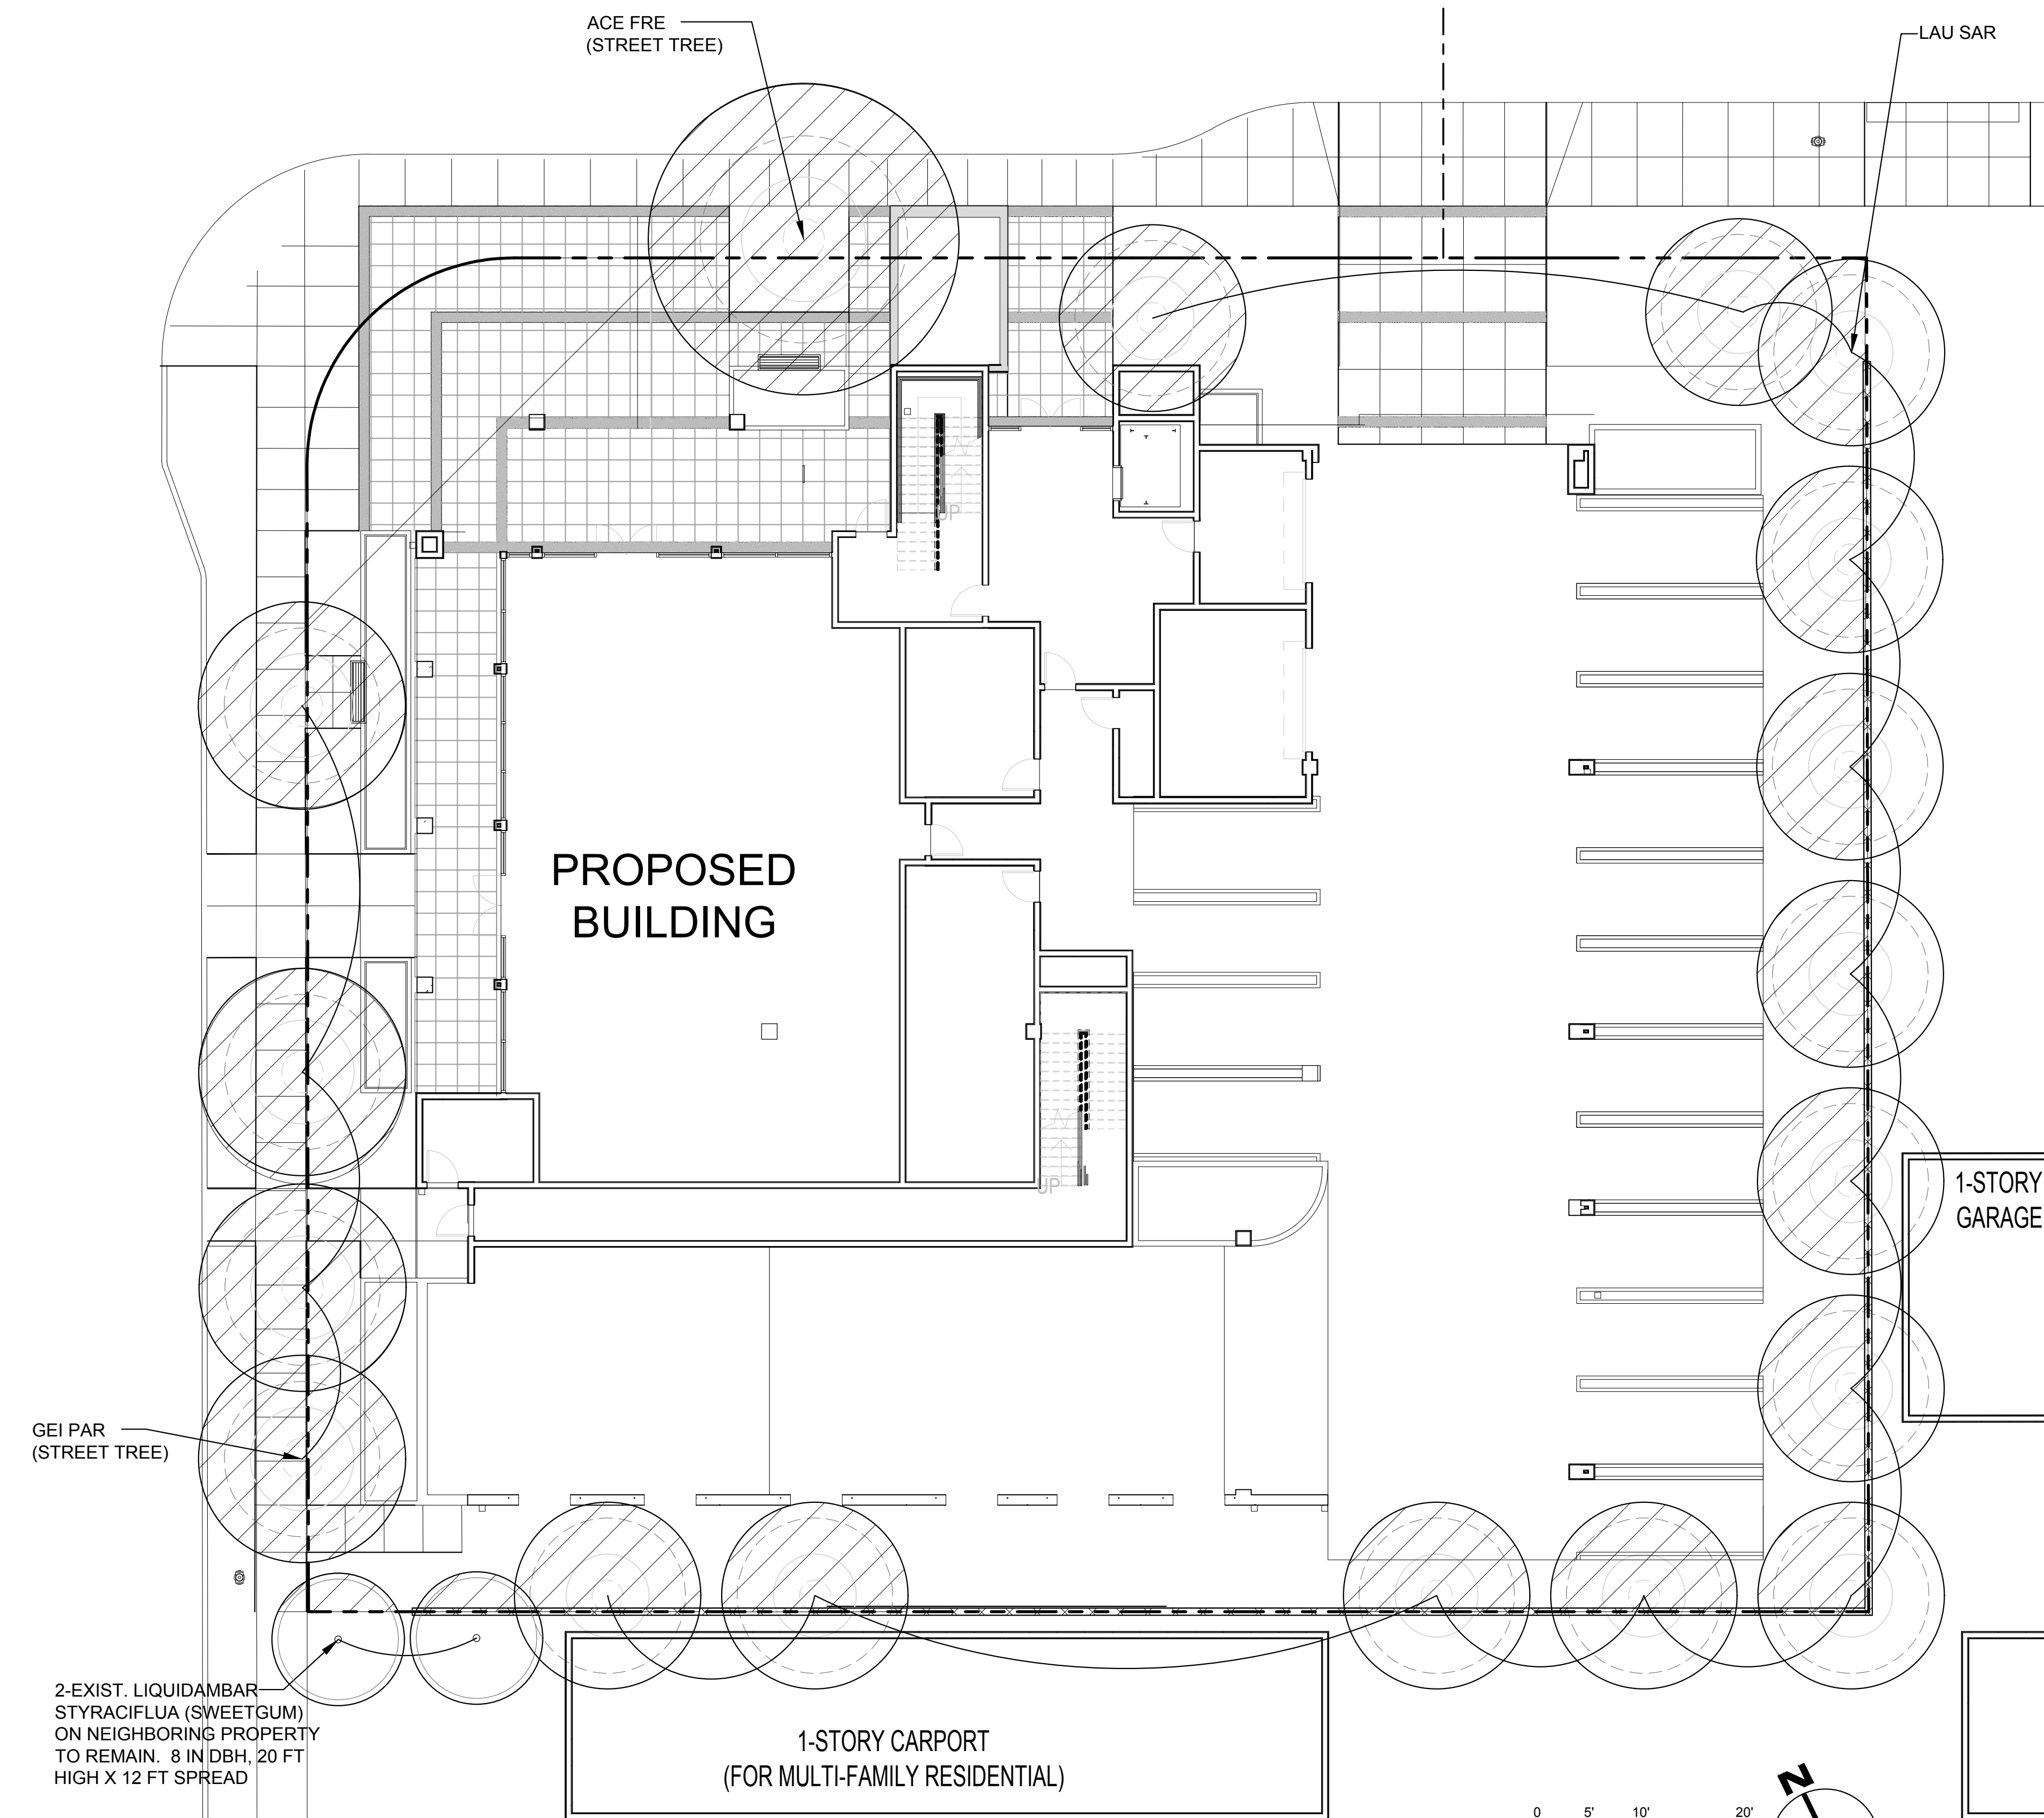 ACE FRE
(STREET TREE)
LAU SAR
UP
PROPOSED
BUILDING
UP
1-STORY
GARAGE
GEI PAR
(STREET TREE)
2-EXIST. LIQUIDAMBAR
STYRACIFLUA (SWEETGUM)
ON NEIGHBORING PROPERTY
TO REMAIN. 8 IN DBH, 20 FT
HIGH X 12 FT SPREAD
1-STORY CARPORT
(FOR MULTI-FAMILY RESIDENTIAL)
N
0 5' 10' 20'